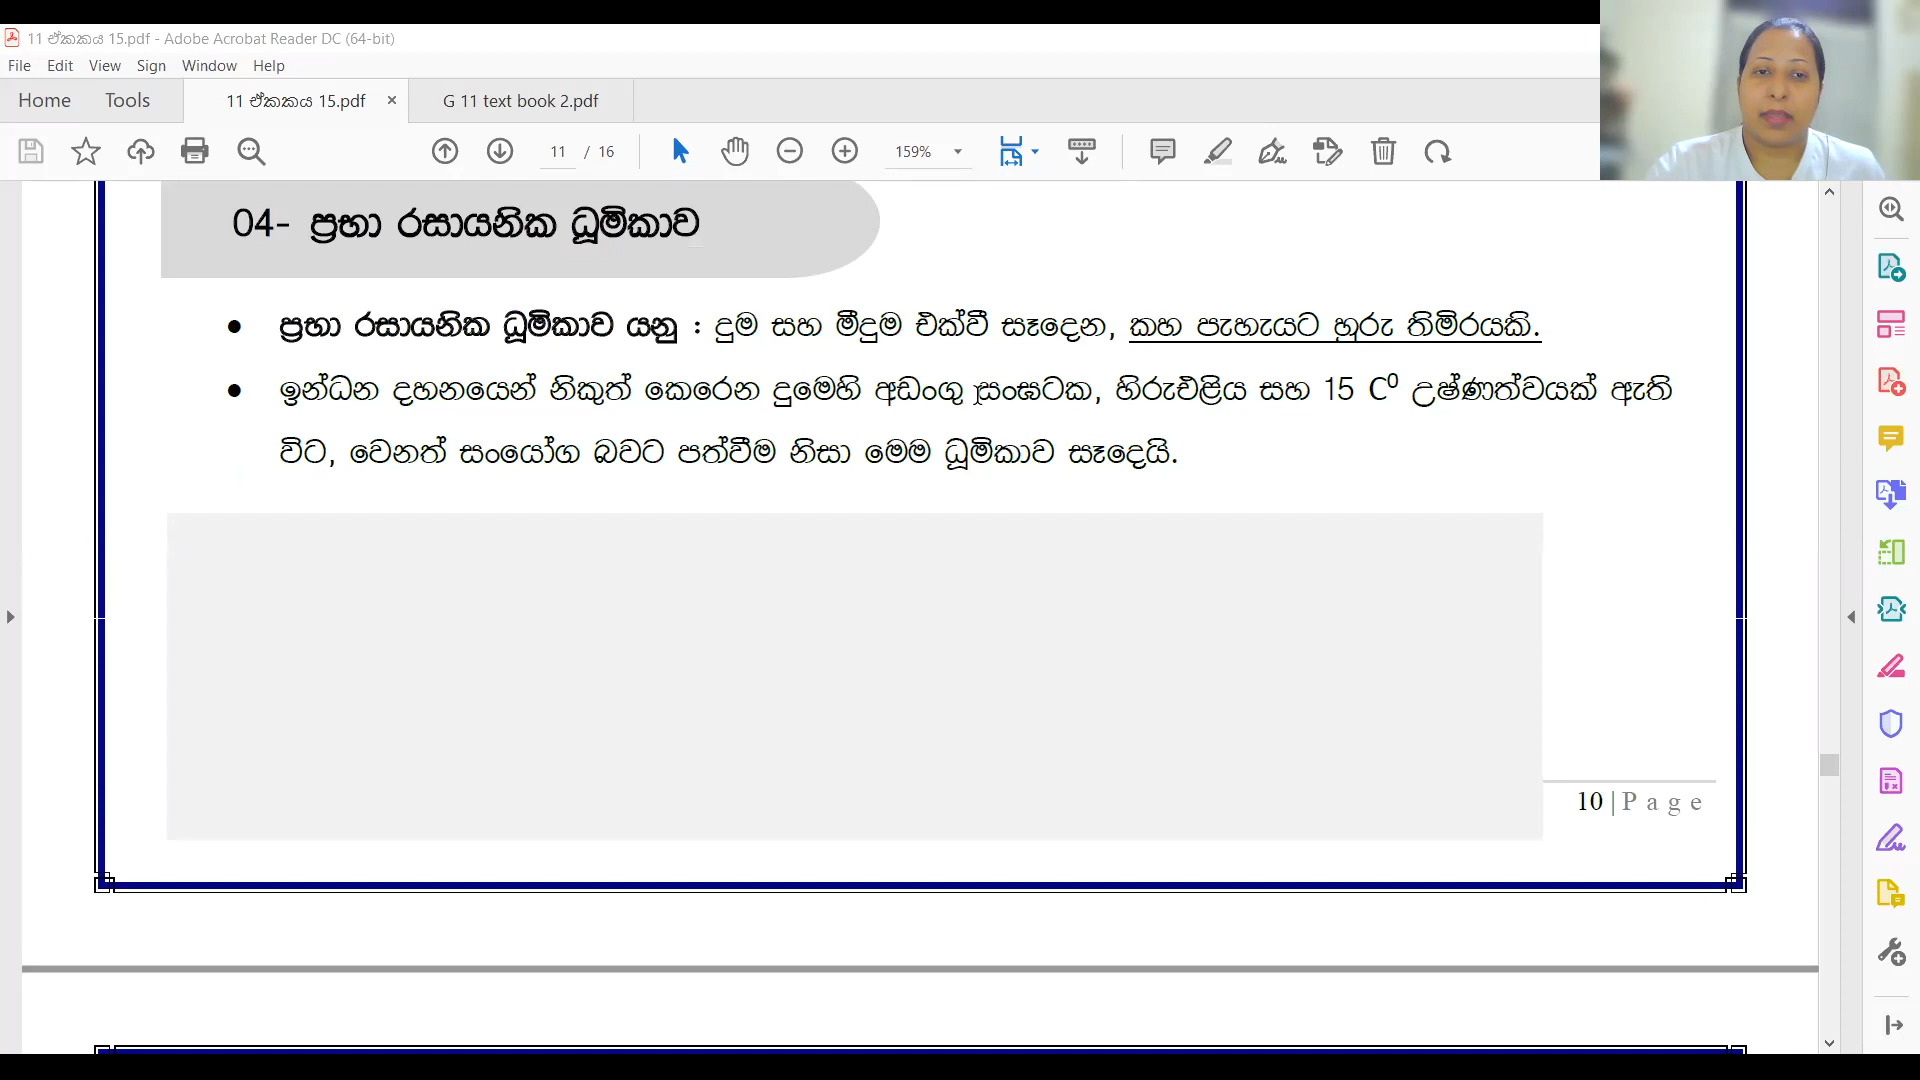 11 ඒකකය 15.pdf - Adobe Acrobat Reader DC (64-bit)
File Edit View Sign Window Help
Home Tools 11 ඒකකය 15.pdf × G 11 text book 2.pdf
11 / 16 159%
04- ප්‍රභා රසායනික ධූමිකාව
• ප්‍රභා රසායනික ධූමිකාව යනු : දුම සහ මීදුම එක්වී සෑදෙන, කහ පැහැයට හුරු තිමිරයකි.
• ඉන්ධන දහනයෙන් නිකුත් කෙරෙන දුමෙහි අඩංගු සංඝටක, හිරුඑළිය සහ 15 C⁰ උෂ්ණත්වයක් ඇති
විට, වෙනත් සංයෝග බවට පත්වීම නිසා මෙම ධූමිකාව සෑදෙයි.
10 | P a g e